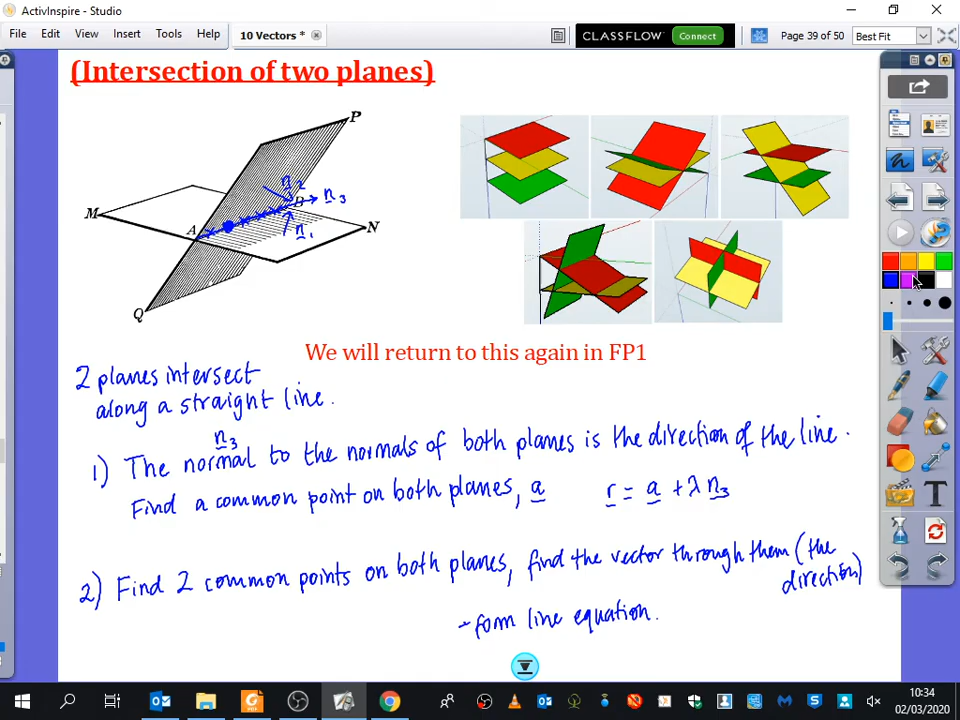 ActivInspire - Studio
File Edit View Insert Tools Help
10 Vectors *
CLASSFLOW Connect
Page 39 of 50
Best Fit
(Intersection of two planes)
P
M
N
A
B
Q
n2
n3
n1
We will return to this again in FP1
2 planes intersect
along a straight line.
n3
1) The normal to the normals of both planes is the direction of the line.
Find a common point on both planes, a r = a + λ n3
2) Find 2 common points on both planes, find the vector through them (the
direction)
- form line equation.
10:34
02/03/2020